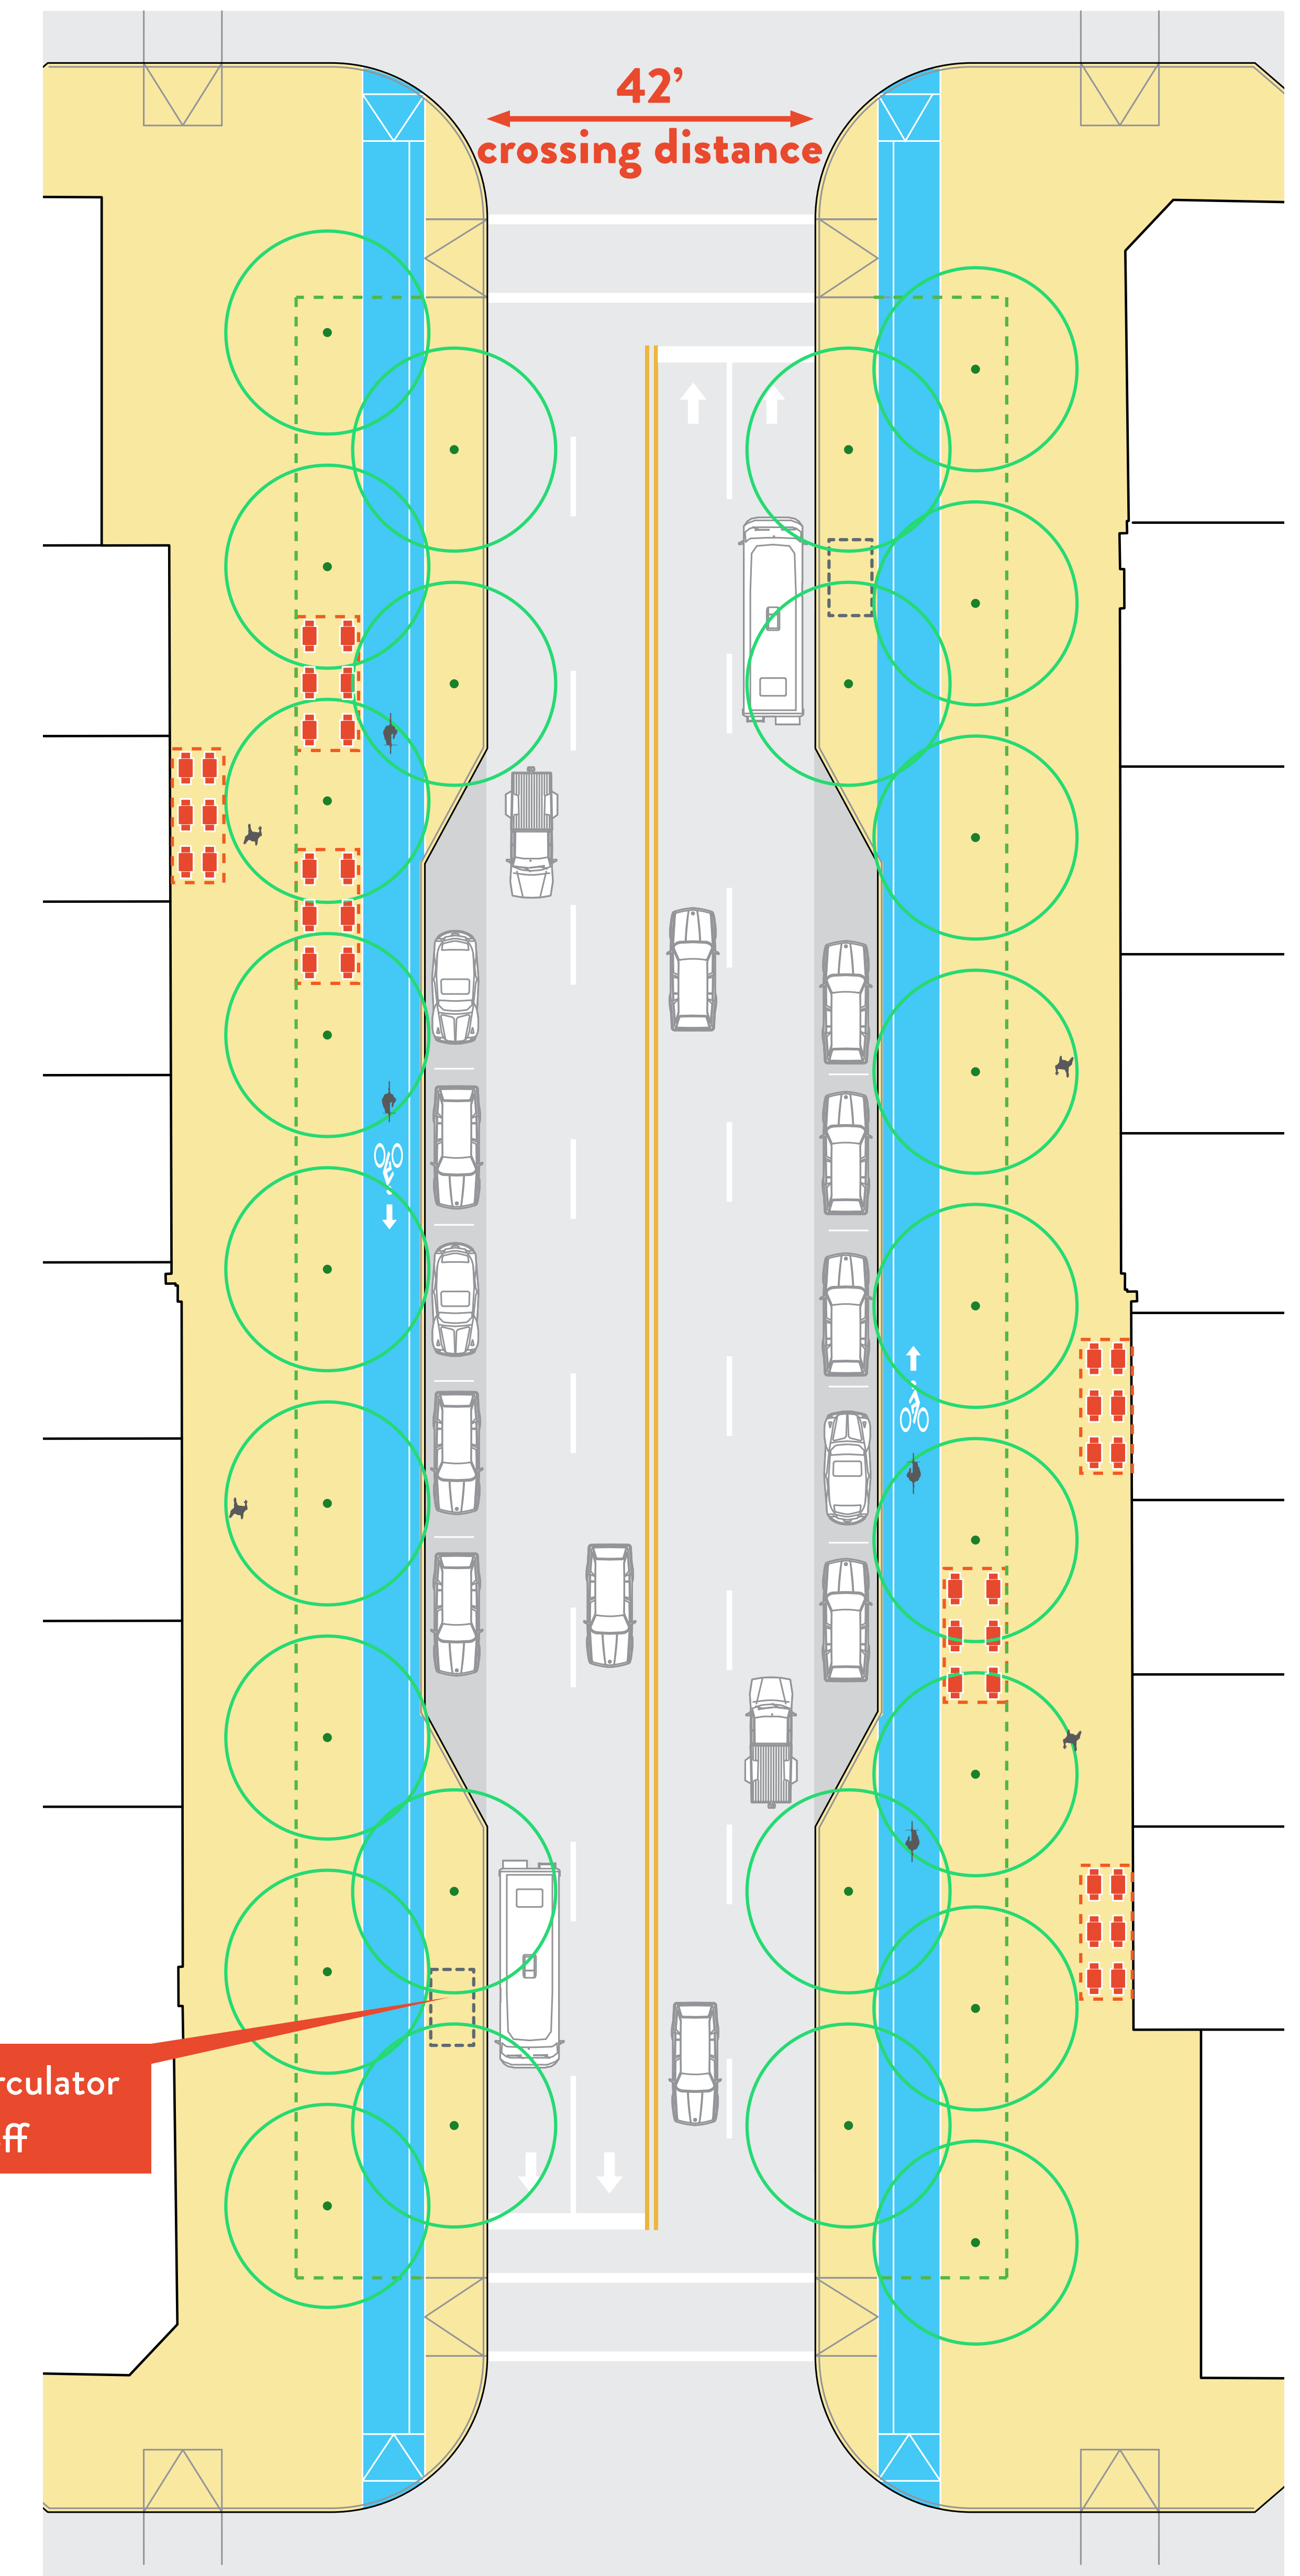 42’
crossing distance
rculator
ff